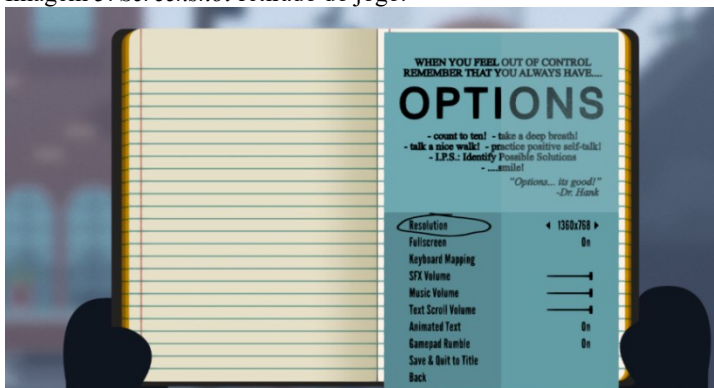 WHEN YOU FEEL OUT OF CONTROL
REMEMBER THAT YOU ALWAYS HAVE....
OPTIONS
- count to ten! - take a deep breath!
- talk a nice walk! - practice positive self-talk!
- I.P.S.: Identify Possible Solutions
- ....smile!
"Options... its good!"
-Dr. Hank
Resolution 1360x768
Fullscreen On
Keyboard Mapping
SFX Volume
Music Volume
Text Scroll Volume
Animated Text On
Gamepad Rumble On
Save & Quit to Title
Back